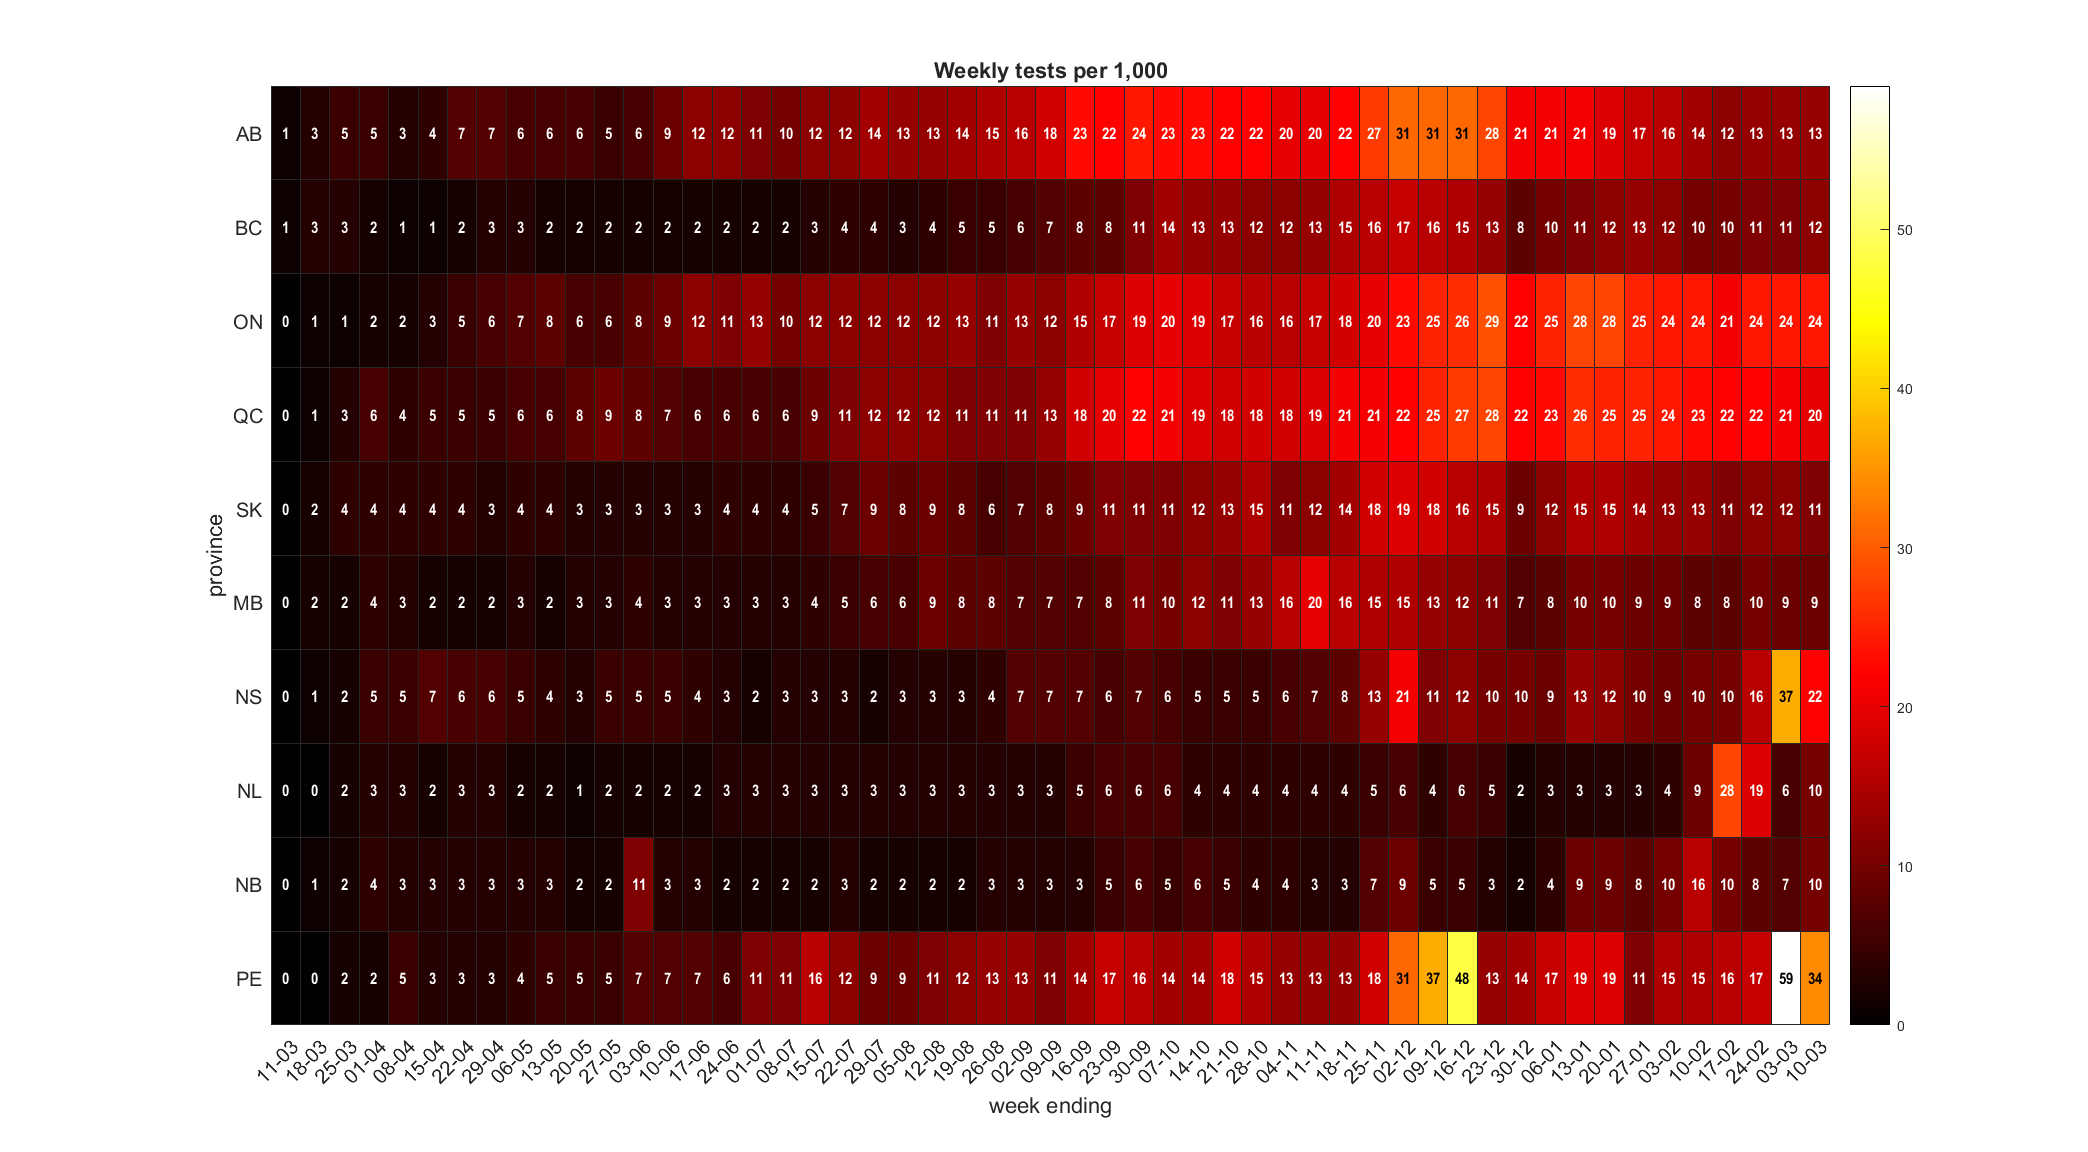 Weekly tests per 1,000
AB 1 3 5 5 3 4 7 7 6 6 6 5 6 9 12 12 11 10 12 12 14 13 13 14 15 16 18 23 22 24 23 23 22 22 20 20 22 27 31 31 31 28 21 21 21 19 17 16 14 12 13 13 13
BC 1 3 3 2 1 1 2 3 3 2 2 2 2 2 2 2 2 2 3 4 4 3 4 5 5 6 7 8 8 11 14 13 13 12 12 13 15 16 17 16 15 13 8 10 11 12 13 12 10 10 11 11 12
ON 0 1 1 2 2 3 5 6 7 8 6 6 8 9 12 11 13 10 12 12 12 12 12 13 11 13 12 15 17 19 20 19 17 16 16 17 18 20 23 25 26 29 22 25 28 28 25 24 24 21 24 24 24
QC 0 1 3 6 4 5 5 5 6 6 8 9 8 7 6 6 6 6 9 11 12 12 12 11 11 11 13 18 20 22 21 19 18 18 18 19 21 21 22 25 27 28 22 23 26 25 25 24 23 22 22 21 20
SK 0 2 4 4 4 4 4 3 4 4 3 3 3 3 3 4 4 4 5 7 9 8 9 8 6 7 8 9 11 11 11 12 13 15 11 12 14 18 19 18 16 15 9 12 15 15 14 13 13 11 12 12 11
MB 0 2 2 4 3 2 2 2 3 2 3 3 4 3 3 3 3 3 4 5 6 6 9 8 8 7 7 7 8 11 10 12 11 13 16 20 16 15 15 13 12 11 7 8 10 10 9 9 8 8 10 9 9
NS 0 1 2 5 5 7 6 6 5 4 3 5 5 5 4 3 2 3 3 3 2 3 3 3 4 7 7 7 6 7 6 5 5 5 6 7 8 13 21 11 12 10 10 9 13 12 10 9 10 10 16 37 22
NL 0 0 2 3 3 2 3 3 2 2 1 2 2 2 2 3 3 3 3 3 3 3 3 3 3 3 3 5 6 6 6 4 4 4 4 4 4 5 6 4 6 5 2 3 3 3 3 4 9 28 19 6 10
NB 0 1 2 4 3 3 3 3 3 3 2 2 11 3 3 2 2 2 2 3 2 2 2 2 3 3 3 3 5 6 5 6 5 4 4 3 3 7 9 5 5 3 2 4 9 9 8 10 16 10 8 7 10
PE 0 0 2 2 5 3 3 3 4 5 5 5 7 7 7 6 11 11 16 12 9 9 11 12 13 13 11 14 17 16 14 14 18 15 13 13 13 18 31 37 48 13 14 17 19 19 11 15 15 16 17 59 34
11-03 18-03 25-03 01-04 08-04 15-04 22-04 29-04 06-05 13-05 20-05 27-05 03-06 10-06 17-06 24-06 01-07 08-07 15-07 22-07 29-07 05-08 12-08 19-08 26-08 02-09 09-09 16-09 23-09 30-09 07-10 14-10 21-10 28-10 04-11 11-11 18-11 25-11 02-12 09-12 16-12 23-12 30-12 06-01 13-01 20-01 27-01 03-02 10-02 17-02 24-02 03-03 10-03
week ending
province
50
40
30
20
10
0